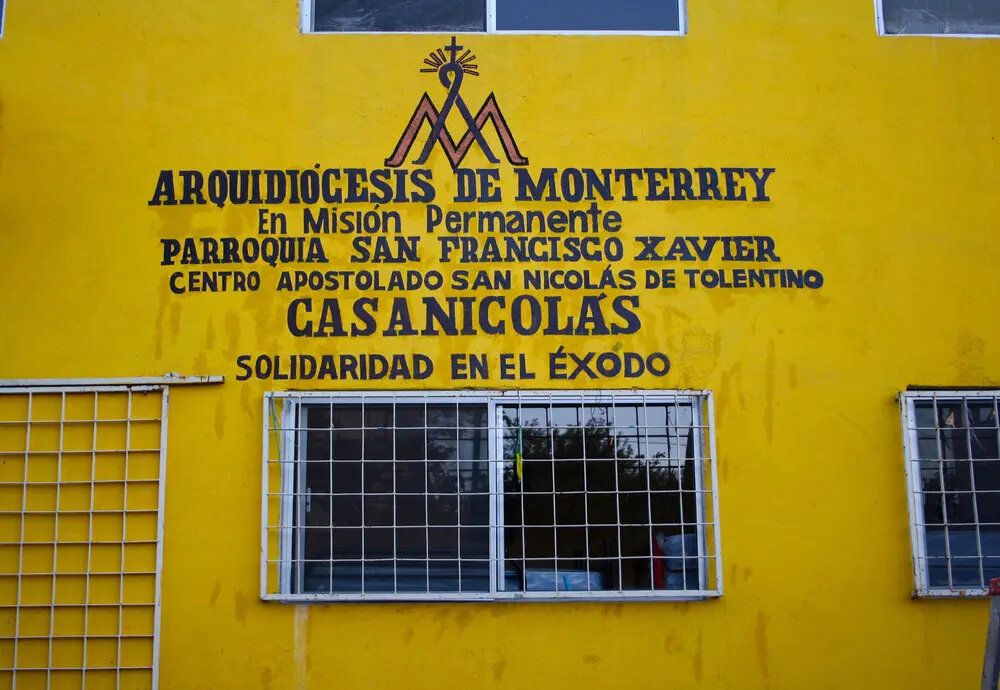 ARQUIDIÓCESIS DE MONTERREY
En Misión Permanente
PARROQUIA SAN FRANCISCO XAVIER
CENTRO APOSTOLADO SAN NICOLÁS DE TOLENTINO
CASANICOLÁS
SOLIDARIDAD EN EL ÉXODO